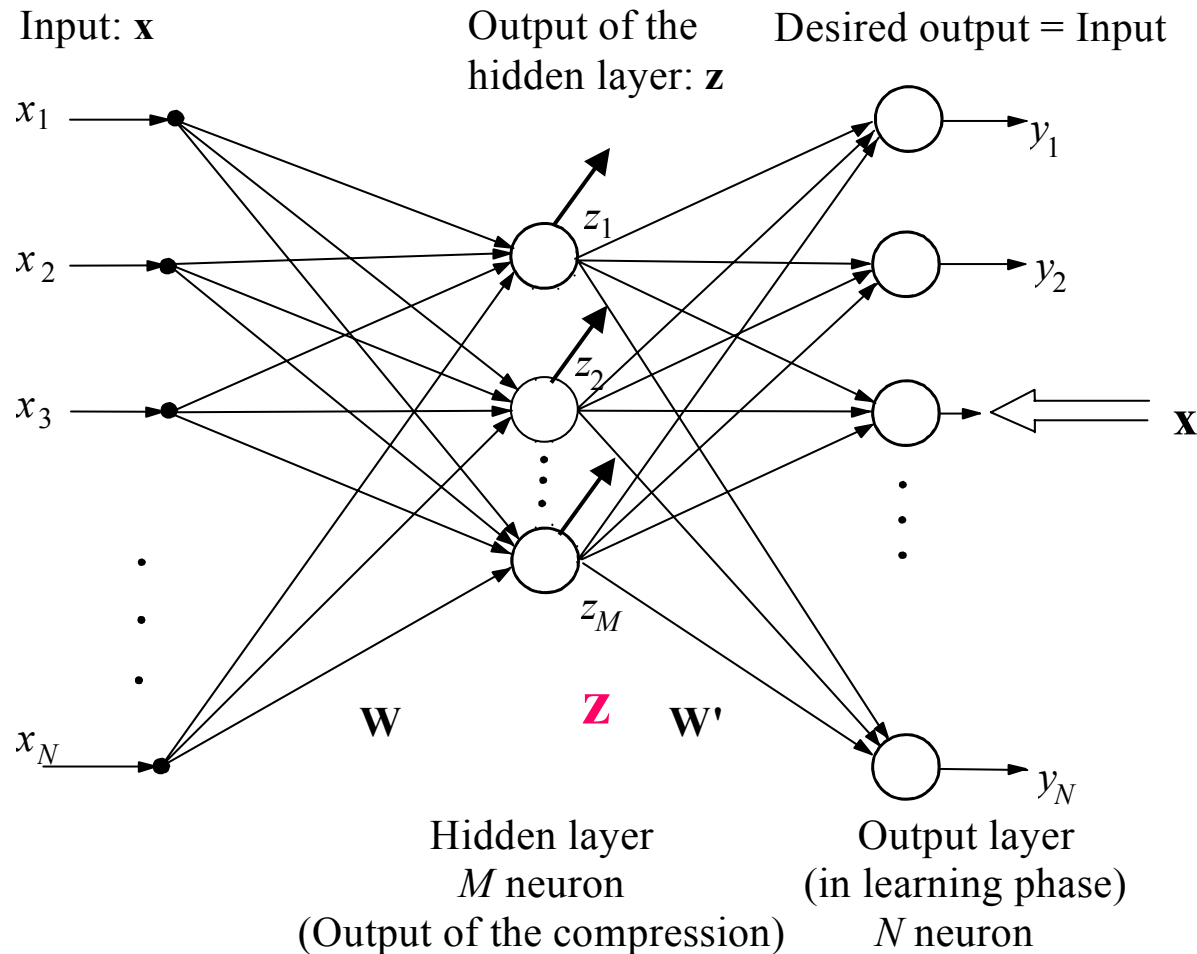 Input: x
Output of the
hidden layer: z
Desired output = Input
x1
x2
x3
xN
z1
z2
zM
y1
y2
yN
x
W
z
W'
Hidden layer
M neuron
(Output of the compression)
Output layer
(in learning phase)
N neuron